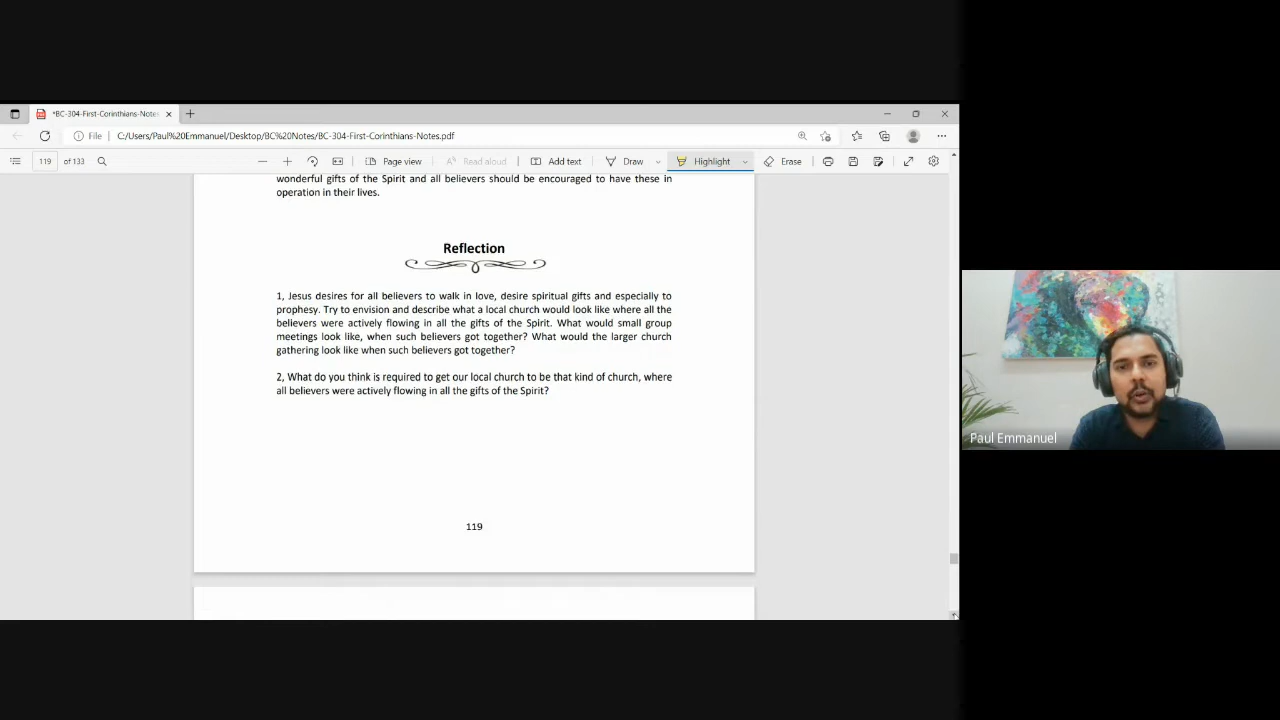 *BC-304-First-Corinthians-Notes
File
C:/Users/Paul%20Emmanuel/Desktop/BC%20Notes/BC-304-First-Corinthians-Notes.pdf
119 of 133
Page view
Read aloud
Add text
Draw
Highlight
Erase
wonderful gifts of the Spirit and all believers should be encouraged to have these in
operation in their lives.
Reflection
1, Jesus desires for all believers to walk in love, desire spiritual gifts and especially to
prophesy. Try to envision and describe what a local church would look like where all the
believers were actively flowing in all the gifts of the Spirit. What would small group
meetings look like, when such believers got together? What would the larger church
gathering look like when such believers got together?
2, What do you think is required to get our local church to be that kind of church, where
all believers were actively flowing in all the gifts of the Spirit?
119
Paul Emmanuel